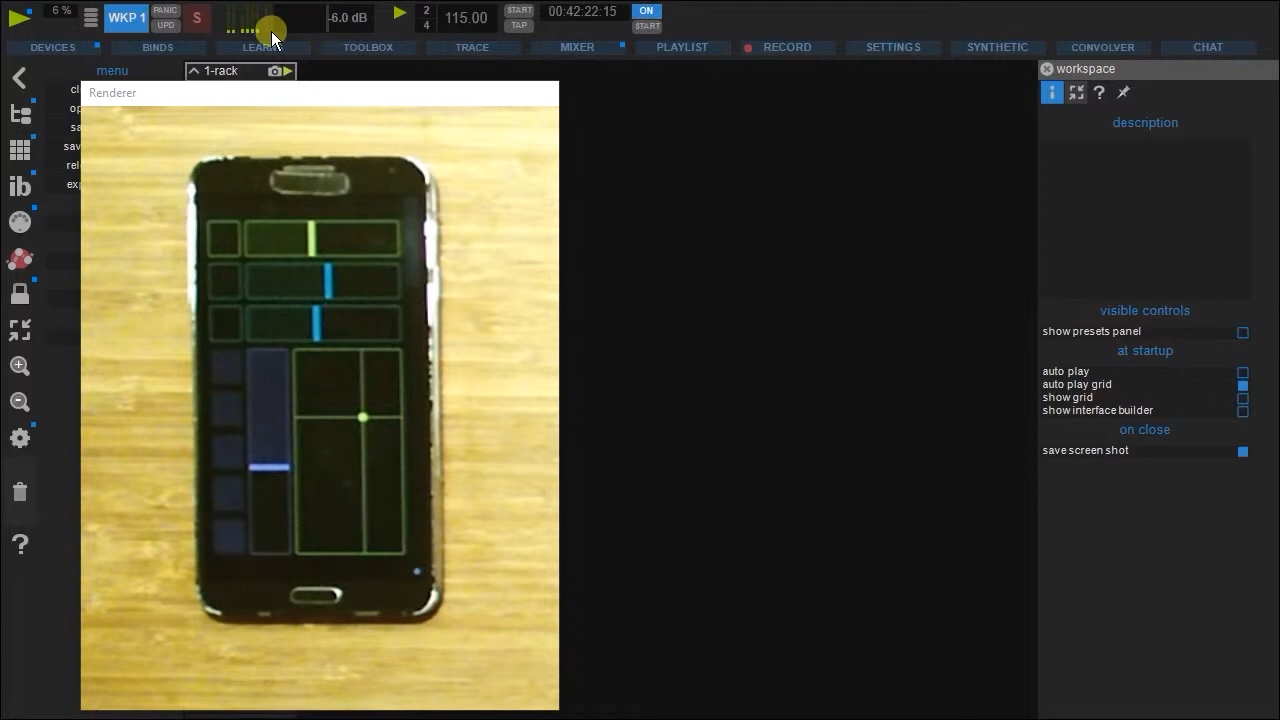 6 %
WKP 1
PANIC
UPD
S
-6.0 dB
2
4
115.00
START
TAP
00:42:22:15
ON
START
DEVICES
BINDS
TOOLBOX
TRACE
MIXER
PLAYLIST
RECORD
SETTINGS
SYNTHETIC
CONVOLVER
CHAT
menu
1-rack
workspace
Renderer
ib
description
visible controls
show presets panel
at startup
auto play
auto play grid
show grid
show interface builder
on close
save screen shot